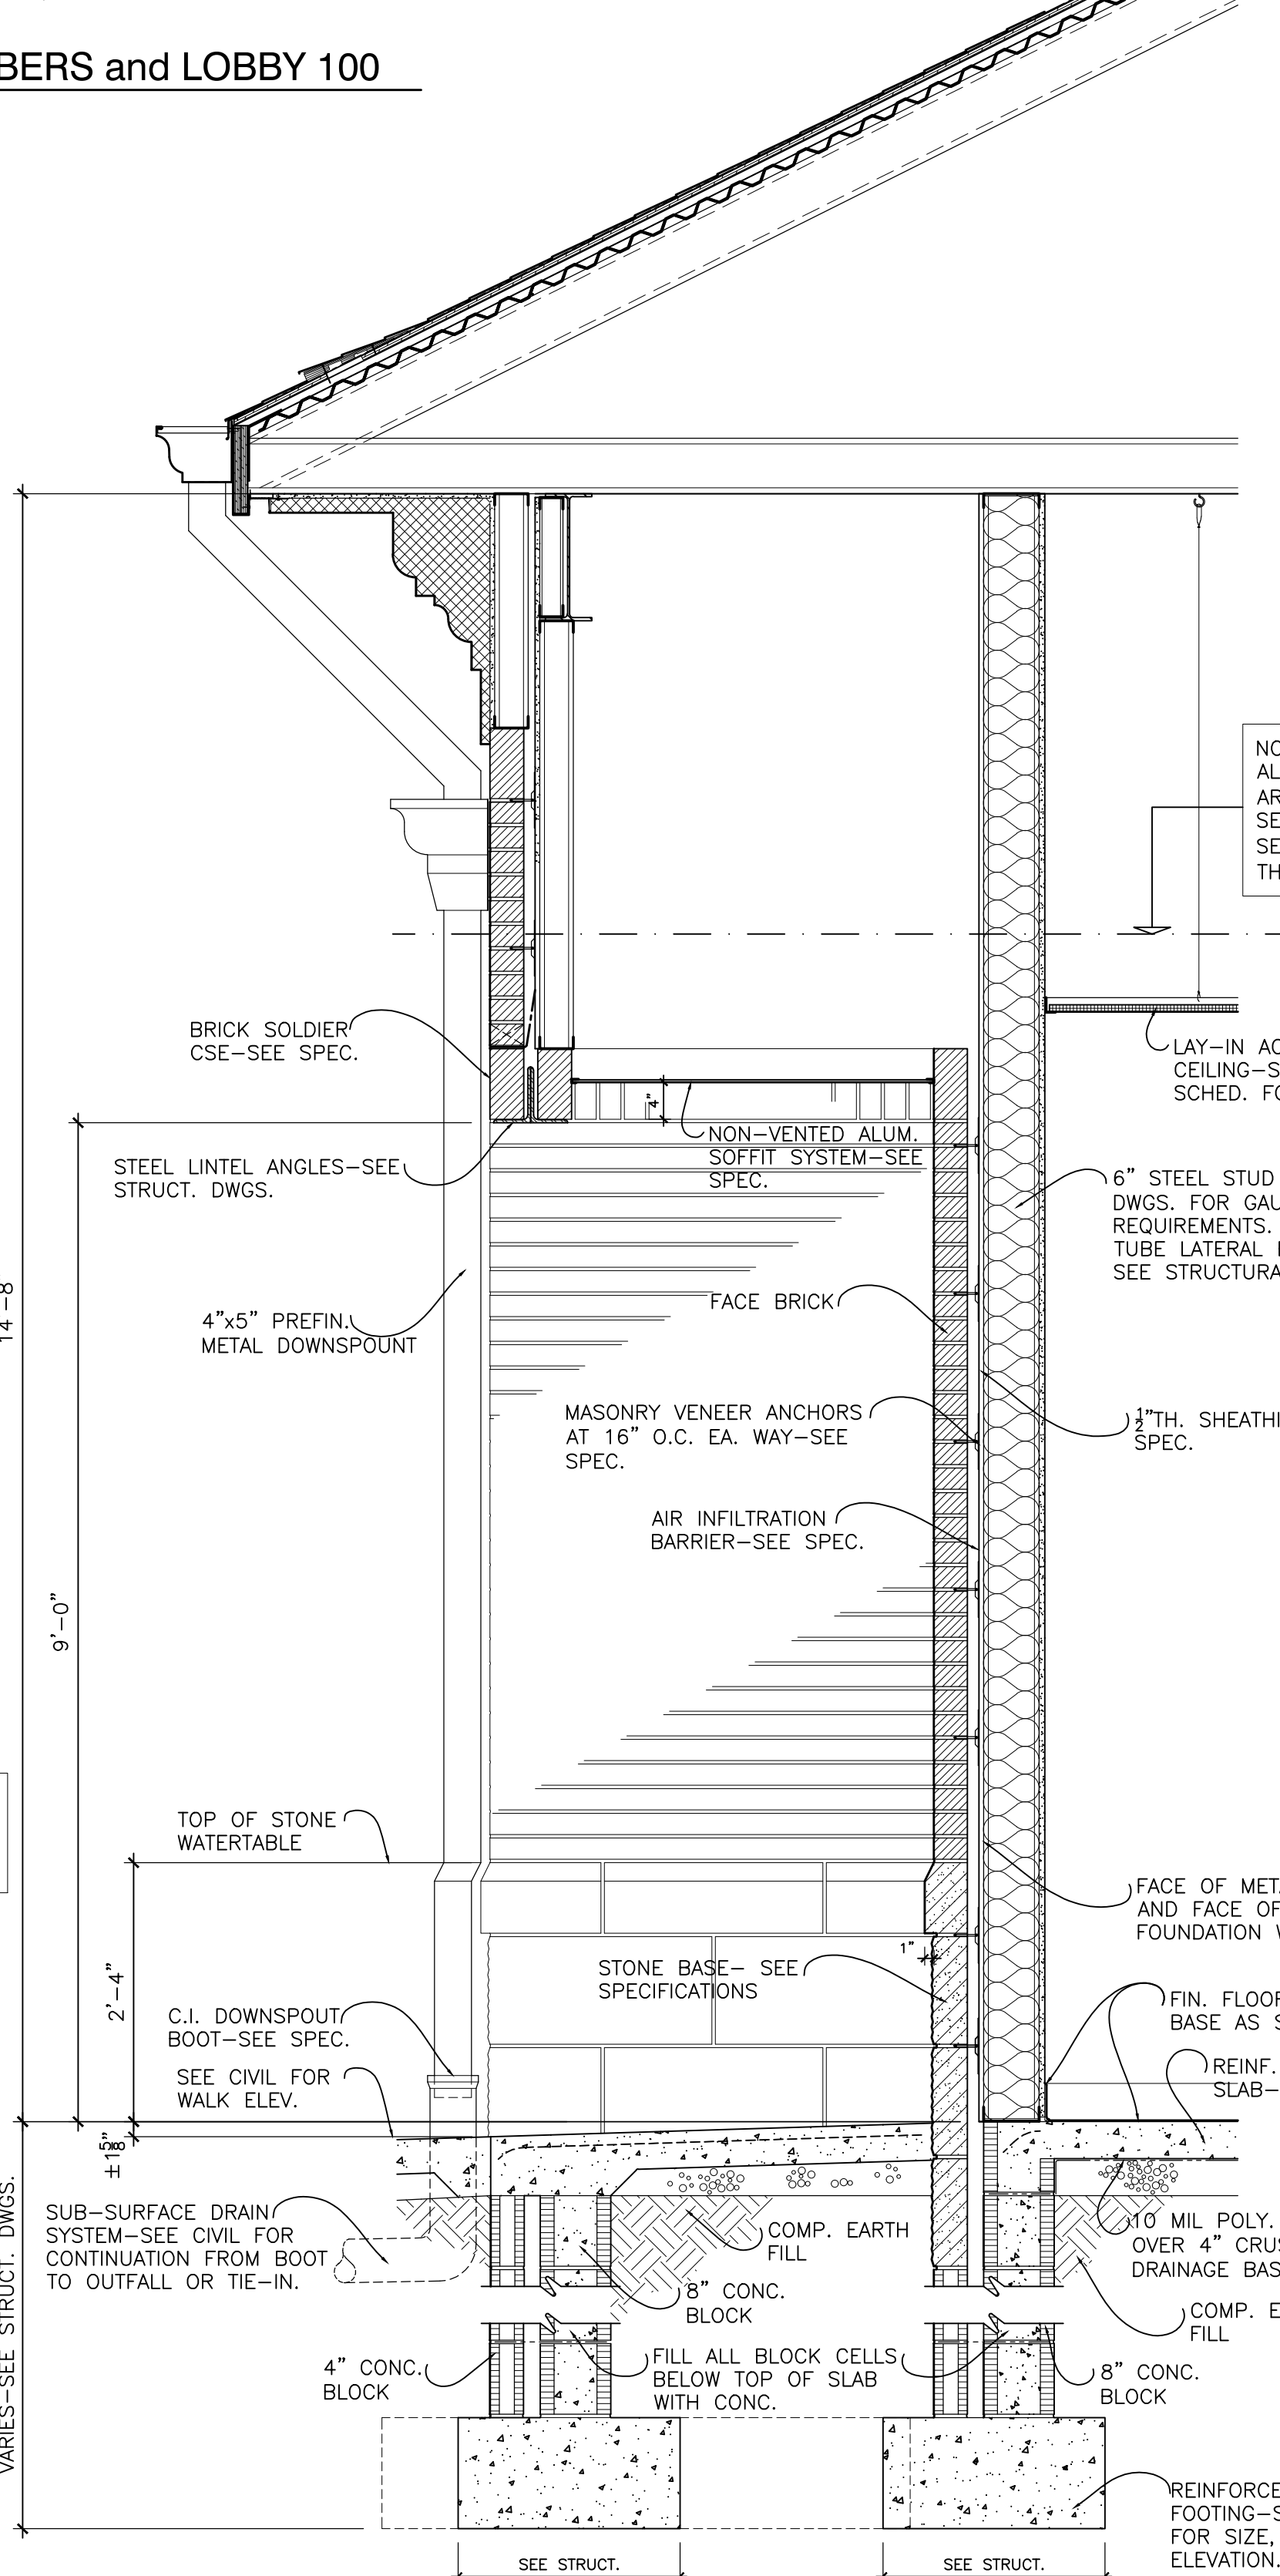 BERS and LOBBY 100
NO
AL
AR
SE
SE
TH
BRICK SOLDIER
CSE-SEE SPEC.
LAY-IN AC
CEILING-S
SCHED. FO
4"
NON-VENTED ALUM.
SOFFIT SYSTEM-SEE
SPEC.
STEEL LINTEL ANGLES-SEE
STRUCT. DWGS.
6" STEEL STUD
DWGS. FOR GAU
REQUIREMENTS.
TUBE LATERAL
SEE STRUCTURA
14'-8"
4"x5" PREFIN.
METAL DOWNSPOUT
FACE BRICK
MASONRY VENEER ANCHORS
AT 16" O.C. EA. WAY-SEE
SPEC.
½"TH. SHEATHI
SPEC.
AIR INFILTRATION
BARRIER-SEE SPEC.
9'-0"
TOP OF STONE
WATERTABLE
FACE OF META
AND FACE OF
FOUNDATION W
1"
STONE BASE- SEE
SPECIFICATIONS
2'-4"
C.I. DOWNSPOUT
BOOT-SEE SPEC.
FIN. FLOOR
BASE AS S
SEE CIVIL FOR
WALK ELEV.
REINF.
SLAB-
±1⅝"
SUB-SURFACE DRAIN
SYSTEM-SEE CIVIL FOR
CONTINUATION FROM BOOT
TO OUTFALL OR TIE-IN.
COMP. EARTH
FILL
10 MIL POLY.
OVER 4" CRUS
DRAINAGE BAS
8" CONC.
BLOCK
COMP. E
FILL
VARIES-SEE STRUCT. DWGS.
4" CONC.
BLOCK
FILL ALL BLOCK CELLS
BELOW TOP OF SLAB
WITH CONC.
8" CONC.
BLOCK
REINFORCE
FOOTING-S
FOR SIZE,
ELEVATION.
SEE STRUCT.
SEE STRUCT.